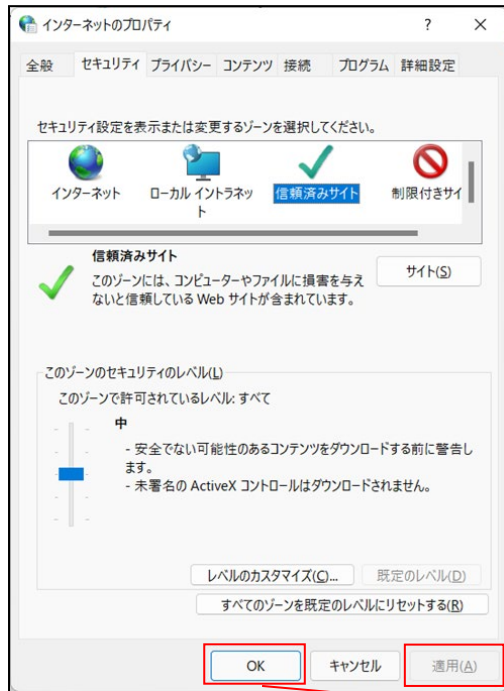 インターネットのプロパティ ? ×
全般 セキュリティ プライバシー コンテンツ 接続 プログラム 詳細設定
セキュリティ設定を表示または変更するゾーンを選択してください。
インターネット ローカル イントラネッ 信頼済みサイト 制限付きサイ
ト
信頼済みサイト
このゾーンには、コンピューターやファイルに損害を与え サイト(S)
ないと信頼している Web サイトが含まれています。
このゾーンのセキュリティのレベル(L)
このゾーンで許可されているレベル: すべて
中
- 安全でない可能性のあるコンテンツをダウンロードする前に警告し
ます。
- 未署名の ActiveX コントロールはダウンロードされません。
レベルのカスタマイズ(C)... 既定のレベル(D)
すべてのゾーンを既定のレベルにリセットする(R)
OK キャンセル 適用(A)